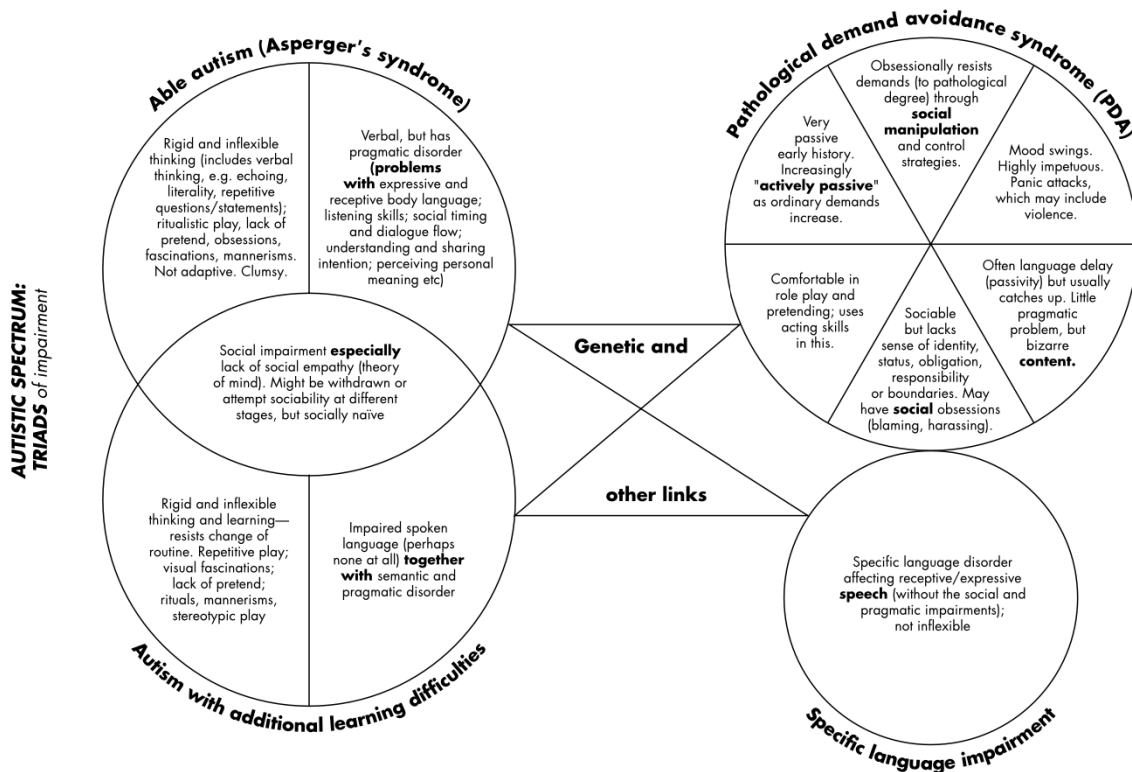 AUTISTIC SPECTRUM:
TRIADS of impairment
Able autism (Asperger's syndrome)
Rigid and inflexible
thinking (includes verbal
thinking, e.g. echoing,
literality, repetitive
questions/statements);
ritualistic play, lack of
pretend, obsessions,
fascinations, mannerisms.
Not adaptive. Clumsy.
Verbal, but has
pragmatic disorder
(problems
with expressive and
receptive body language;
listening skills; social timing
and dialogue flow;
understanding and sharing
intention; perceiving personal
meaning etc)
Social impairment especially
lack of social empathy (theory
of mind). Might be withdrawn or
attempt sociability at different
stages, but socially naïve
Rigid and inflexible
thinking and learning—
resists change of
routine. Repetitive play;
visual fascinations;
lack of pretend;
rituals, mannerisms,
stereotypic play
Impaired spoken
language (perhaps
none at all) together
with semantic and
pragmatic disorder
Autism with additional learning difficulties
Genetic and
other links
Pathological demand avoidance syndrome (PDA)
Very
passive
early history.
Increasingly
"actively passive"
as ordinary demands
increase.
Obsessionally resists
demands (to pathological
degree) through
social
manipulation
and control
strategies.
Mood swings.
Highly impetuous.
Panic attacks,
which may include
violence.
Comfortable in
role play and
pretending; uses
acting skills
in this.
Sociable
but lacks
sense of identity,
status, obligation,
responsibility
or boundaries. May
have social obsessions
(blaming, harassing).
Often language delay
(passivity) but usually
catches up. Little
pragmatic
problem, but
bizarre
content.
Specific language disorder
affecting receptive/expressive
speech (without the social and
pragmatic impairments);
not inflexible
Specific language impairment